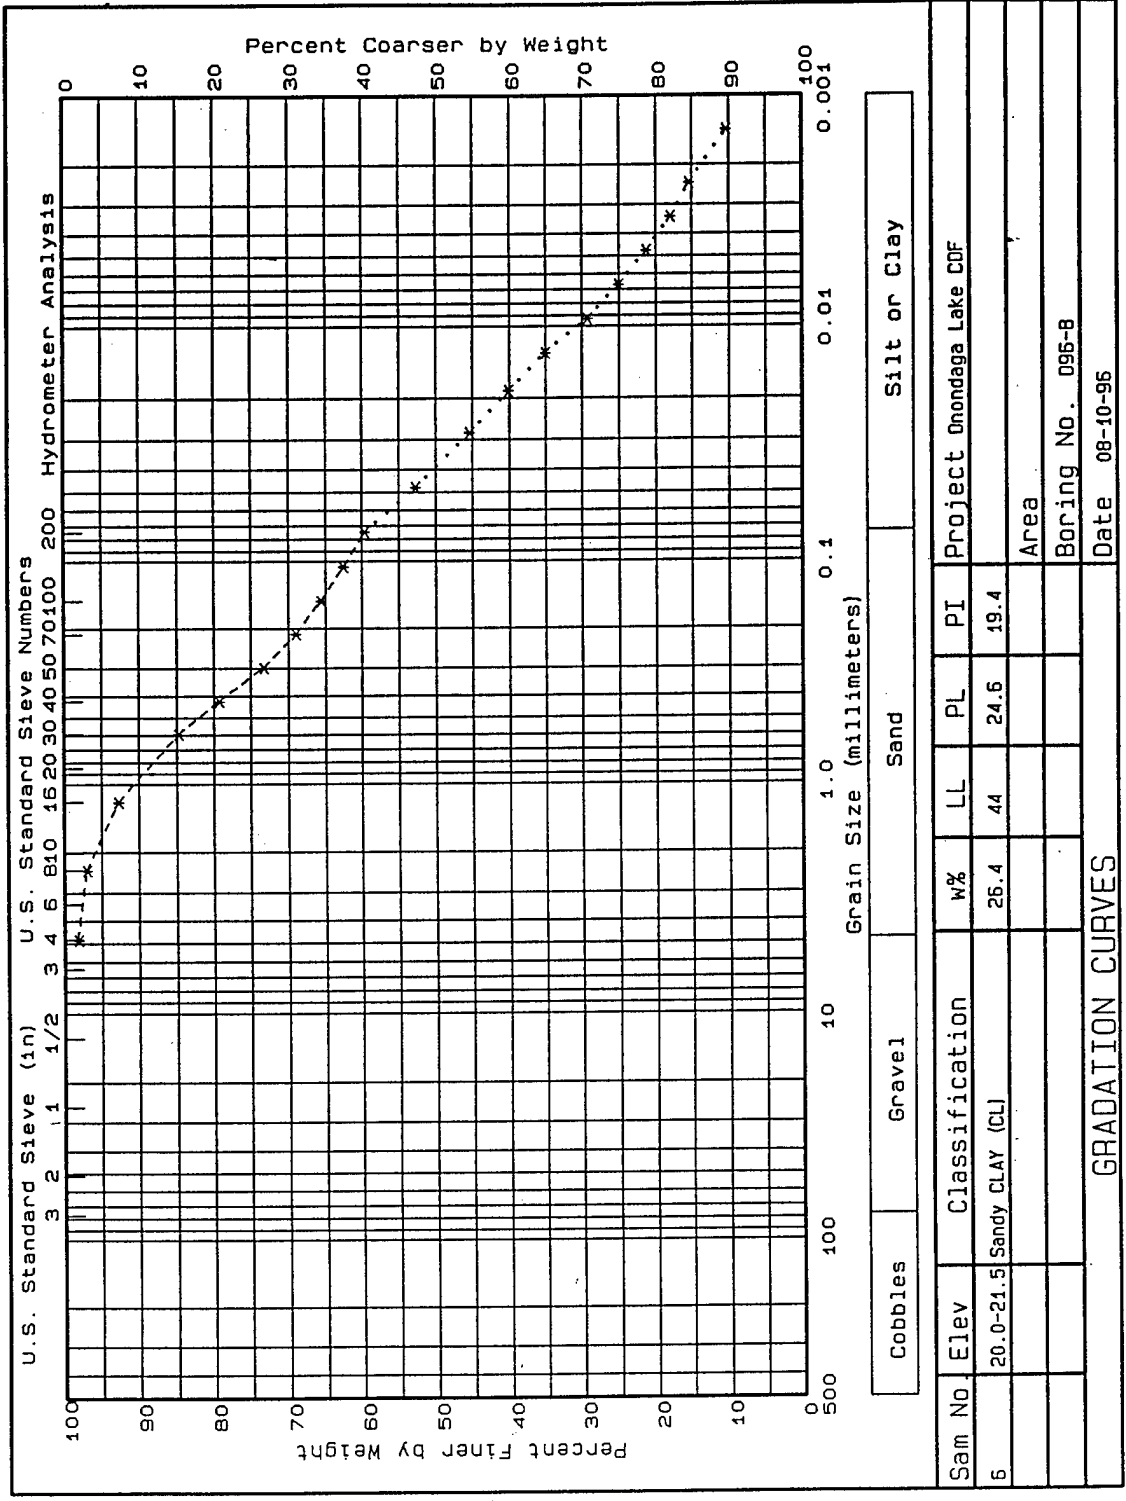 U.S. Standard Sieve (in) U.S. Standard Sieve Numbers
3 2 1 1/2 3 4 6 810 16 20 30 40 50 70100 200 Hydrometer Analysis
Percent Finer by Weight
100
90
80
70
60
50
40
30
20
10
0
Percent Coarser by Weight
0
10
20
30
40
50
60
70
80
90
100
500 100 10 1.0 0.1 0.01 0.001
Grain Size (millimeters)
Cobbles Gravel Sand Silt or Clay
Sam No. Elev Classification W% LL PL PI Project Onondaga Lake CDF
6 20.0-21.5 Sandy CLAY (CL) 26.4 44 24.6 19.4
Area
Boring No. D96-8
GRADATION CURVES Date 08-10-96